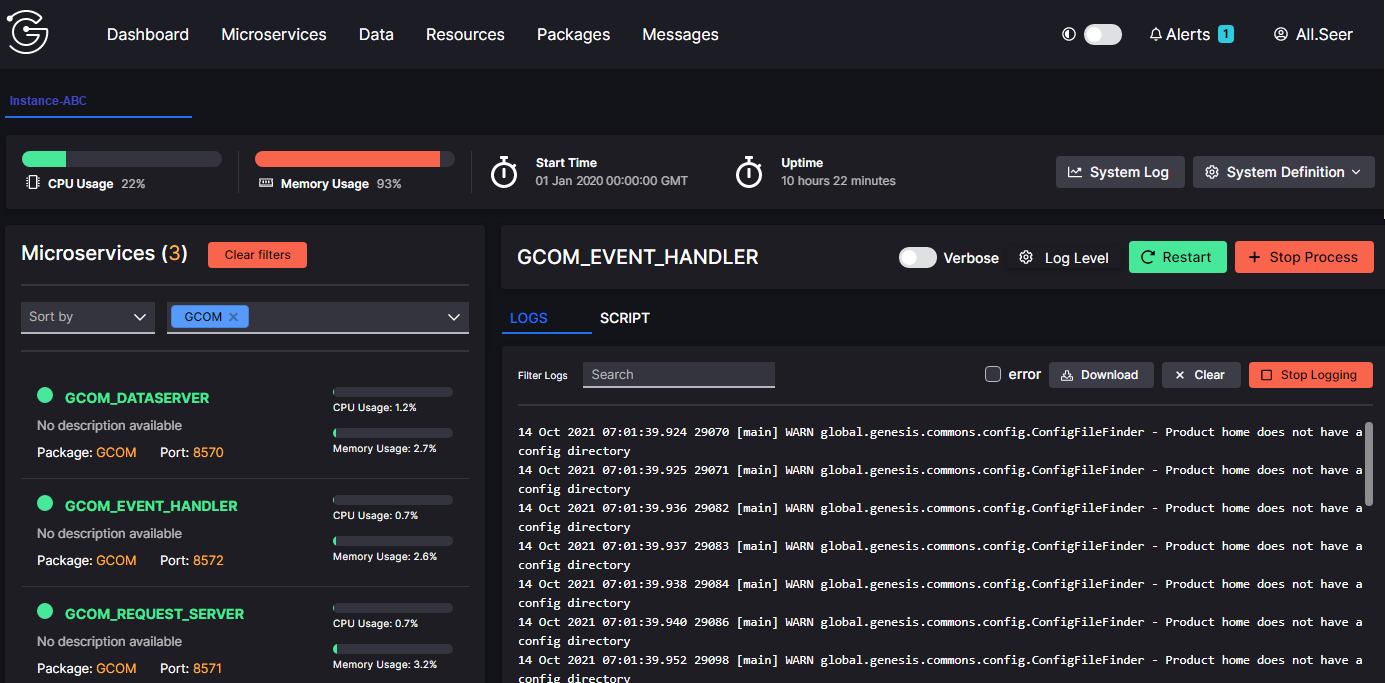 Dashboard Microservices Data Resources Packages Messages Alerts 1 All.Seer
Instance-ABC
CPU Usage 22%
Memory Usage 93%
Start Time
01 Jan 2020 00:00:00 GMT
Uptime
10 hours 22 minutes
System Log
System Definition
Microservices (3)
Clear filters
Sort by
GCOM
GCOM_DATASERVER
No description available
Package: GCOM Port: 8570
CPU Usage: 1.2%
Memory Usage: 2.7%
GCOM_EVENT_HANDLER
No description available
Package: GCOM Port: 8572
CPU Usage: 0.7%
Memory Usage: 2.6%
GCOM_REQUEST_SERVER
No description available
Package: GCOM Port: 8571
CPU Usage: 0.7%
Memory Usage: 3.2%
GCOM_EVENT_HANDLER
Verbose
Log Level
Restart
Stop Process
LOGS SCRIPT
Filter Logs
Search
error
Download
Clear
Stop Logging
14 Oct 2021 07:01:39.924 29070 [main] WARN global.genesis.commons.config.ConfigFileFinder - Product home does not have a
config directory
14 Oct 2021 07:01:39.925 29071 [main] WARN global.genesis.commons.config.ConfigFileFinder - Product home does not have a
config directory
14 Oct 2021 07:01:39.936 29082 [main] WARN global.genesis.commons.config.ConfigFileFinder - Product home does not have a
config directory
14 Oct 2021 07:01:39.937 29083 [main] WARN global.genesis.commons.config.ConfigFileFinder - Product home does not have a
config directory
14 Oct 2021 07:01:39.938 29084 [main] WARN global.genesis.commons.config.ConfigFileFinder - Product home does not have a
config directory
14 Oct 2021 07:01:39.940 29086 [main] WARN global.genesis.commons.config.ConfigFileFinder - Product home does not have a
config directory
14 Oct 2021 07:01:39.952 29098 [main] WARN global.genesis.commons.config.ConfigFileFinder - Product home does not have a
config directory